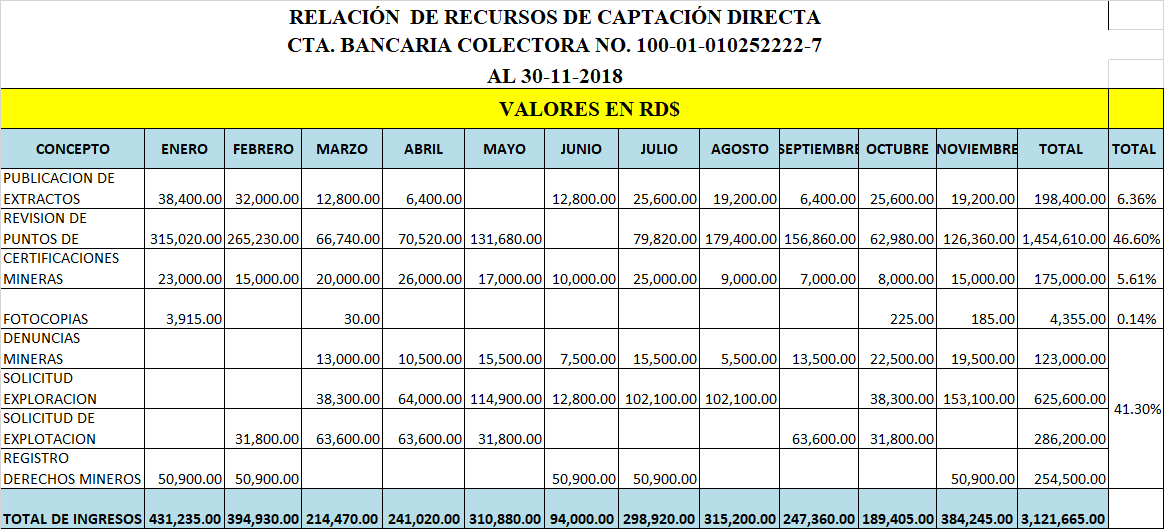 RELACIÓN DE RECURSOS DE CAPTACIÓN DIRECTA
CTA. BANCARIA COLECTORA NO. 100-01-010252222-7
AL 30-11-2018
VALORES EN RD$
CONCEPTO ENERO FEBRERO MARZO ABRIL MAYO JUNIO JULIO AGOSTO SEPTIEMBRE OCTUBRE NOVIEMBRE TOTAL TOTAL
PUBLICACION DE
EXTRACTOS 38,400.00 32,000.00 12,800.00 6,400.00 12,800.00 25,600.00 19,200.00 6,400.00 25,600.00 19,200.00 198,400.00 6.36%
REVISION DE
PUNTOS DE 315,020.00 265,230.00 66,740.00 70,520.00 131,680.00 79,820.00 179,400.00 156,860.00 62,980.00 126,360.00 1,454,610.00 46.60%
CERTIFICACIONES
MINERAS 23,000.00 15,000.00 20,000.00 26,000.00 17,000.00 10,000.00 25,000.00 9,000.00 7,000.00 8,000.00 15,000.00 175,000.00 5.61%
FOTOCOPIAS 3,915.00 30.00 225.00 185.00 4,355.00 0.14%
DENUNCIAS
MINERAS 13,000.00 10,500.00 15,500.00 7,500.00 15,500.00 5,500.00 13,500.00 22,500.00 19,500.00 123,000.00
SOLICITUD
EXPLORACION 38,300.00 64,000.00 114,900.00 12,800.00 102,100.00 102,100.00 38,300.00 153,100.00 625,600.00
41.30%
SOLICITUD DE
EXPLOTACION 31,800.00 63,600.00 63,600.00 31,800.00 63,600.00 31,800.00 286,200.00
REGISTRO
DERECHOS MINEROS 50,900.00 50,900.00 50,900.00 50,900.00 50,900.00 254,500.00
TOTAL DE INGRESOS 431,235.00 394,930.00 214,470.00 241,020.00 310,880.00 94,000.00 298,920.00 315,200.00 247,360.00 189,405.00 384,245.00 3,121,665.00